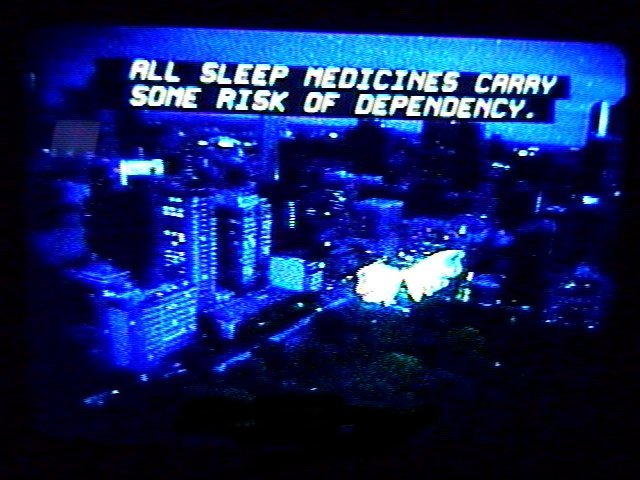 ALL SLEEP MEDICINES CARRY
SOME RISK OF DEPENDENCY.